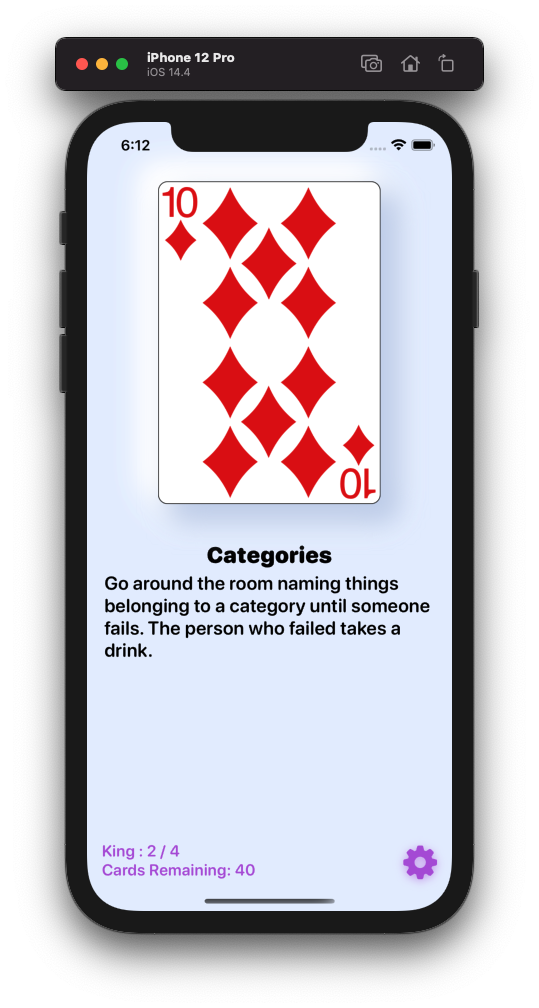 iPhone 12 Pro
iOS 14.4
6:12
10
10
Categories
Go around the room naming things
belonging to a category until someone
fails. The person who failed takes a
drink.
King : 2 / 4
Cards Remaining: 40